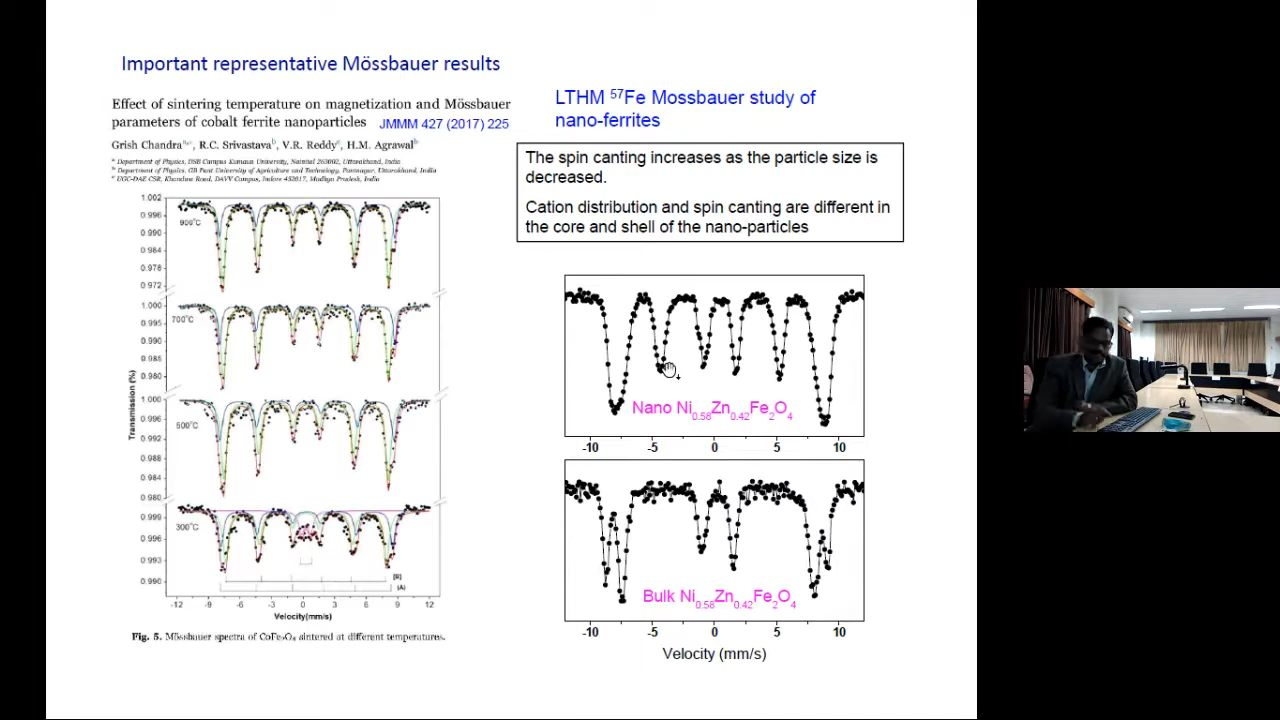 Important representative Mössbauer results
Effect of sintering temperature on magnetization and Mössbauer
parameters of cobalt ferrite nanoparticles JMMM 427 (2017) 225
Grish Chandra, R.C. Srivastava, V.R. Reddy, H.M. Agrawal
Department of Physics, DSB Campus Kumaun University, Nainital 263002, Uttarakhand, India
Department of Physics, GB Pant University of Agriculture and Technology, Pantnagar, Uttarakhand, India
UGC-DAE CSR, Khandwa Road, DAVV Campus, Indore 452017, Madhya Pradesh, India
1.002
0.996
0.990
0.984
0.978
0.972
900°C
1.000
0.995
0.990
0.985
0.980
700°C
1.000
0.996
0.992
0.988
0.984
0.980
600°C
0.999
0.996
0.993
0.990
300°C
[B]
(A)
Transmission (%)
-12 -9 -6 -3 0 3 6 9 12
Velocity(mm/s)
Fig. 5. Mössbauer spectra of CoFe₂O₄ sintered at different temperatures.
LTHM ⁵⁷Fe Mossbauer study of
nano-ferrites
The spin canting increases as the particle size is
decreased.
Cation distribution and spin canting are different in
the core and shell of the nano-particles
Nano Ni₀.₅₈Zn₀.₄₂Fe₂O₄
-10 -5 0 5 10
Bulk Ni₀.₅₈Zn₀.₄₂Fe₂O₄
-10 -5 0 5 10
Velocity (mm/s)